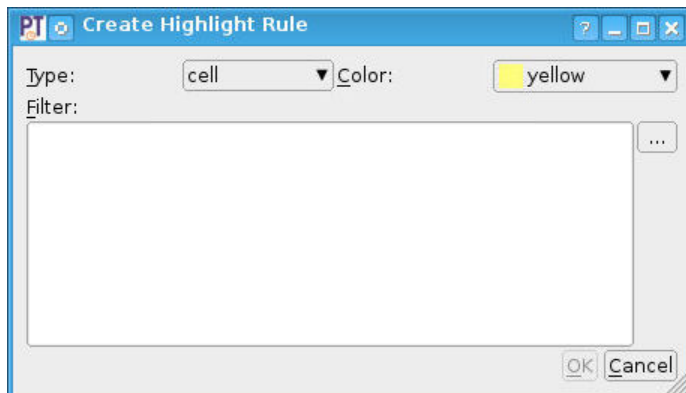 PT Create Highlight Rule ?
Type: cell Color: yellow
Filter:
...
OK Cancel